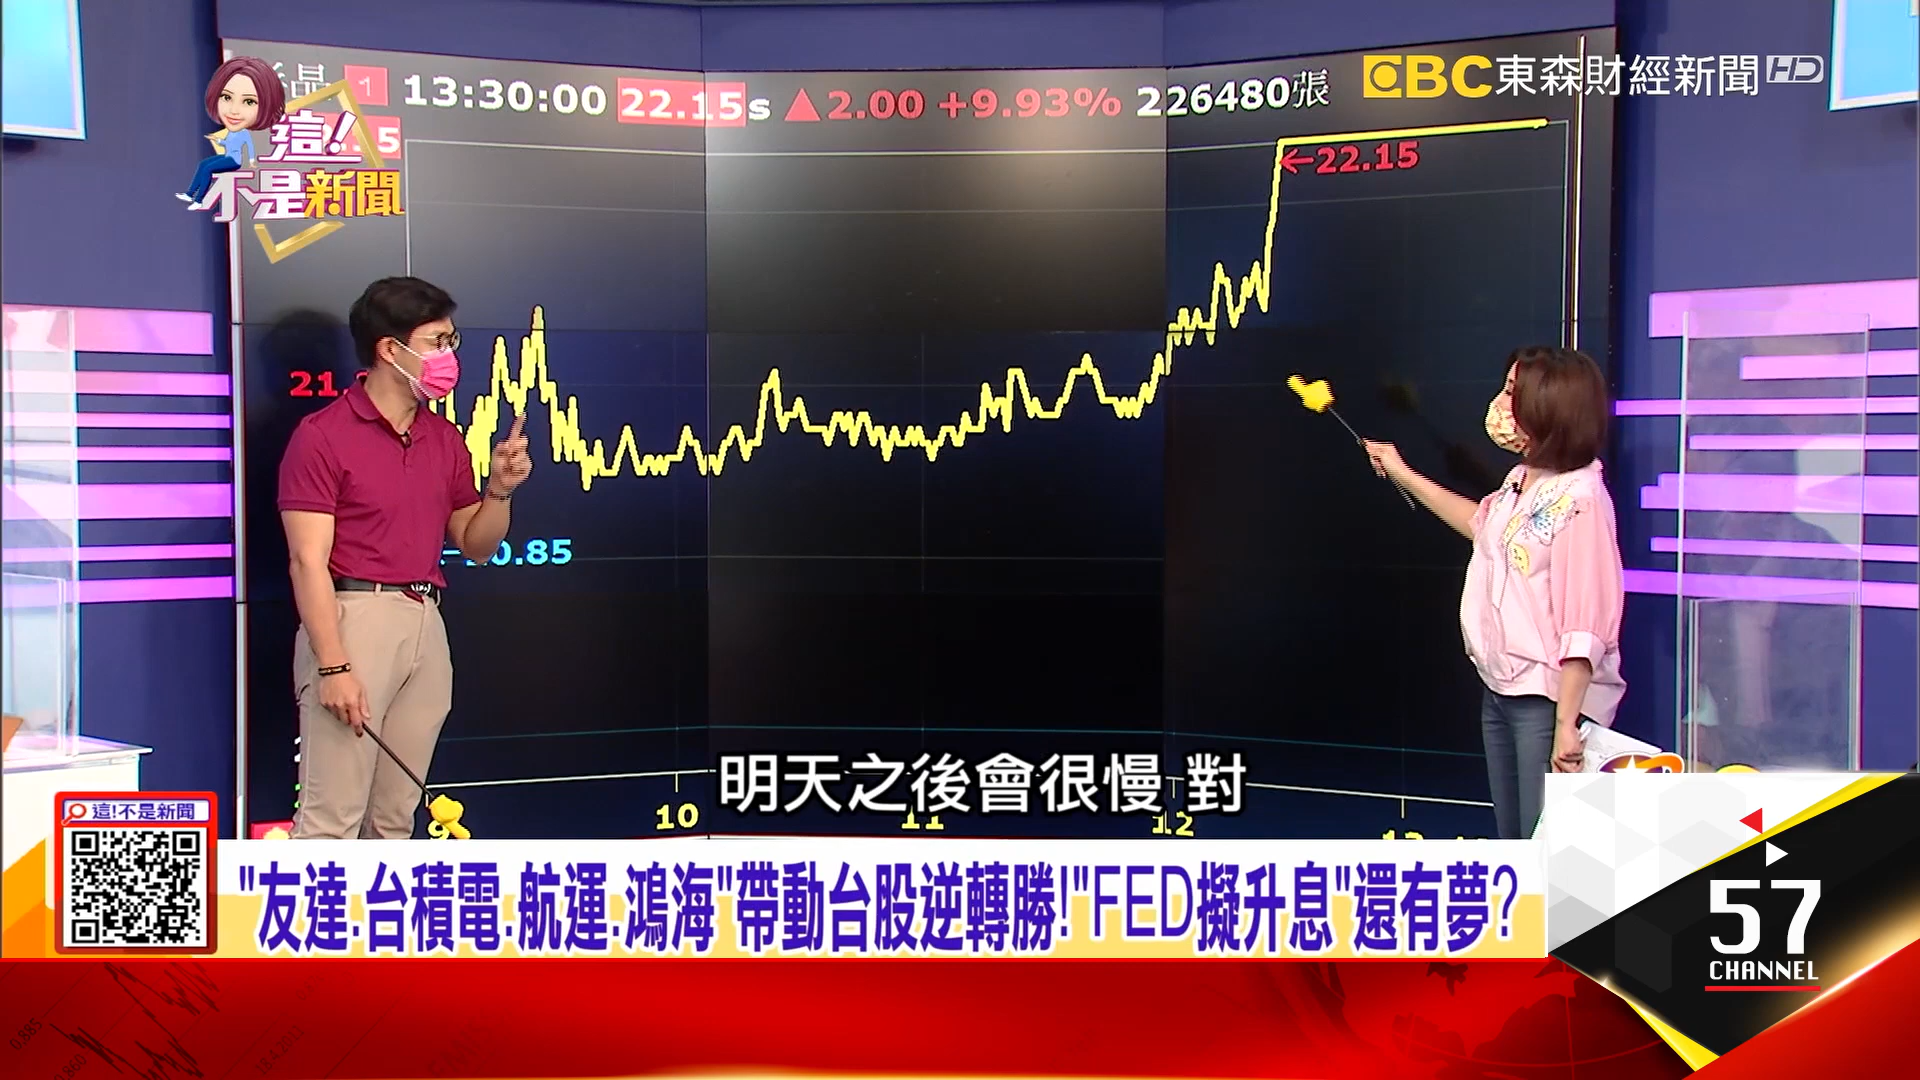 1 13:30:00 22.15s ▲2.00 +9.93% 226480張
EBC東森財經新聞HD
這!
不是新聞
←22.15
明天之後會很慢 對
9 10 11 12
這!不是新聞
"友達.台積電.航運.鴻海"帶動台股逆轉勝!"FED擬升息"還有夢?
57
CHANNEL